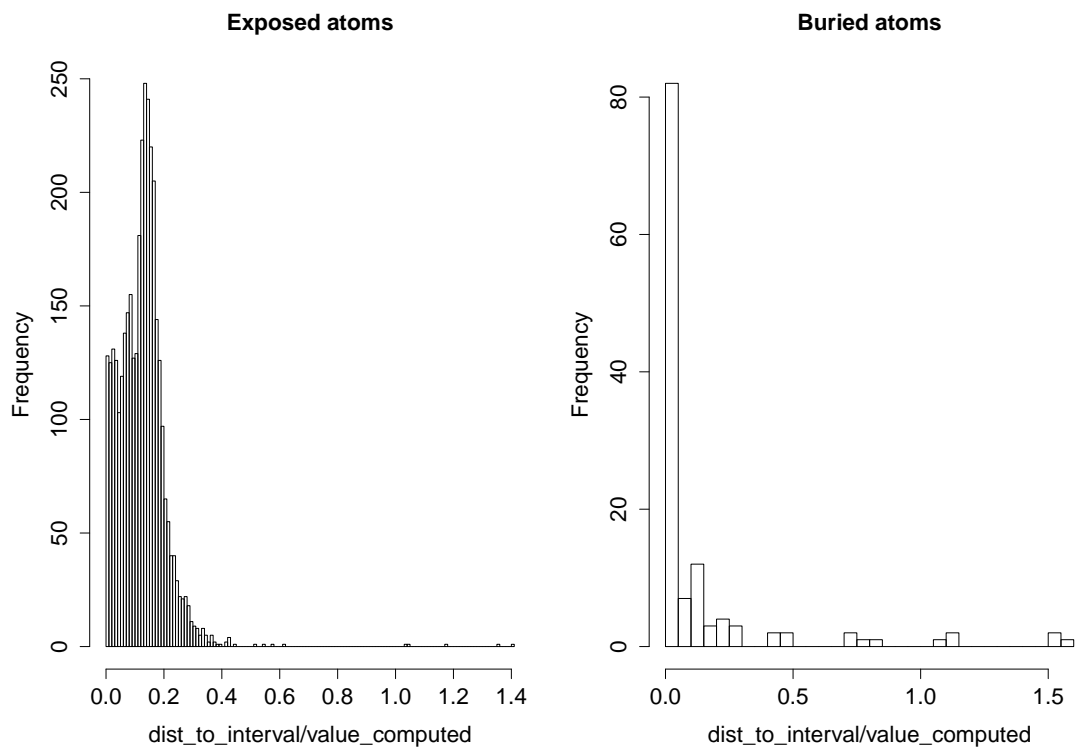 Exposed atoms
Frequency
250
200
150
100
50
0
0.0 0.2 0.4 0.6 0.8 1.0 1.2 1.4
dist_to_interval/value_computed
Buried atoms
Frequency
80
60
40
20
0
0.0 0.5 1.0 1.5
dist_to_interval/value_computed